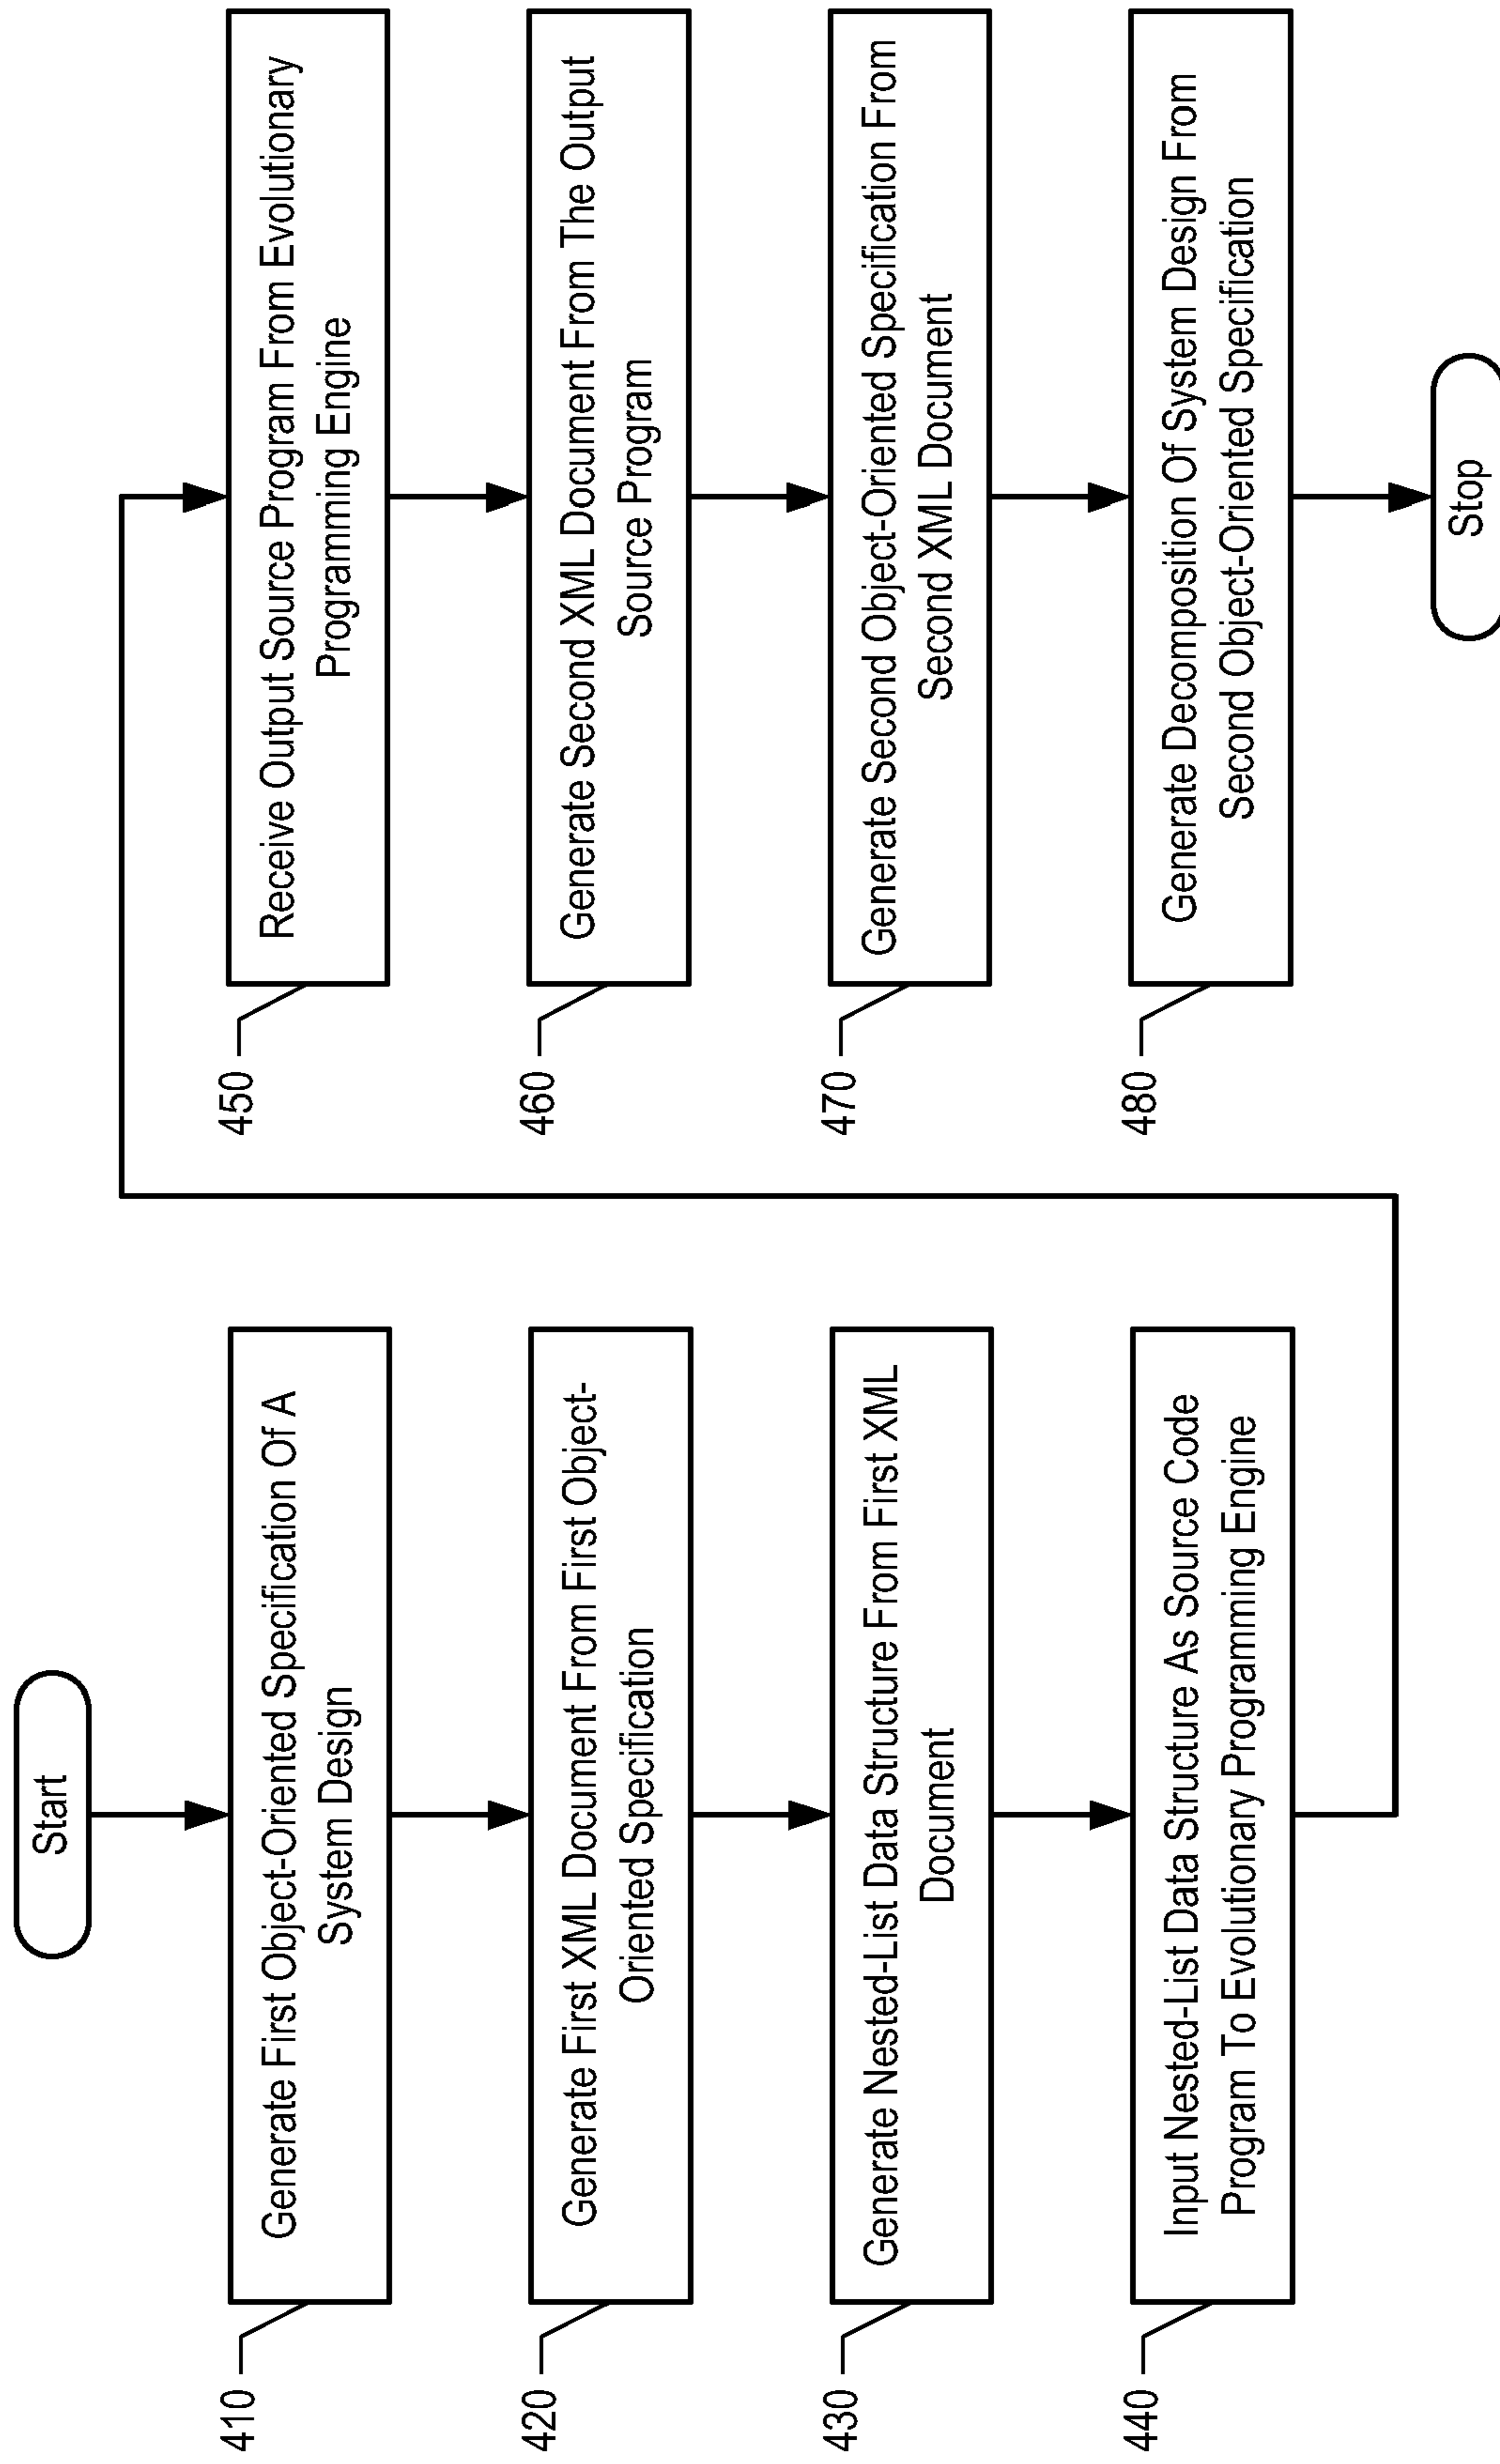 Start
410
Generate First Object-Oriented Specification Of A
System Design
420
Generate First XML Document From First Object-
Oriented Specification
430
Generate Nested-List Data Structure From First XML
Document
440
Input Nested-List Data Structure As Source Code
Program To Evolutionary Programming Engine
450
Receive Output Source Program From Evolutionary
Programming Engine
460
Generate Second XML Document From The Output
Source Program
470
Generate Second Object-Oriented Specification From
Second XML Document
480
Generate Decomposition Of System Design From
Second Object-Oriented Specification
Stop